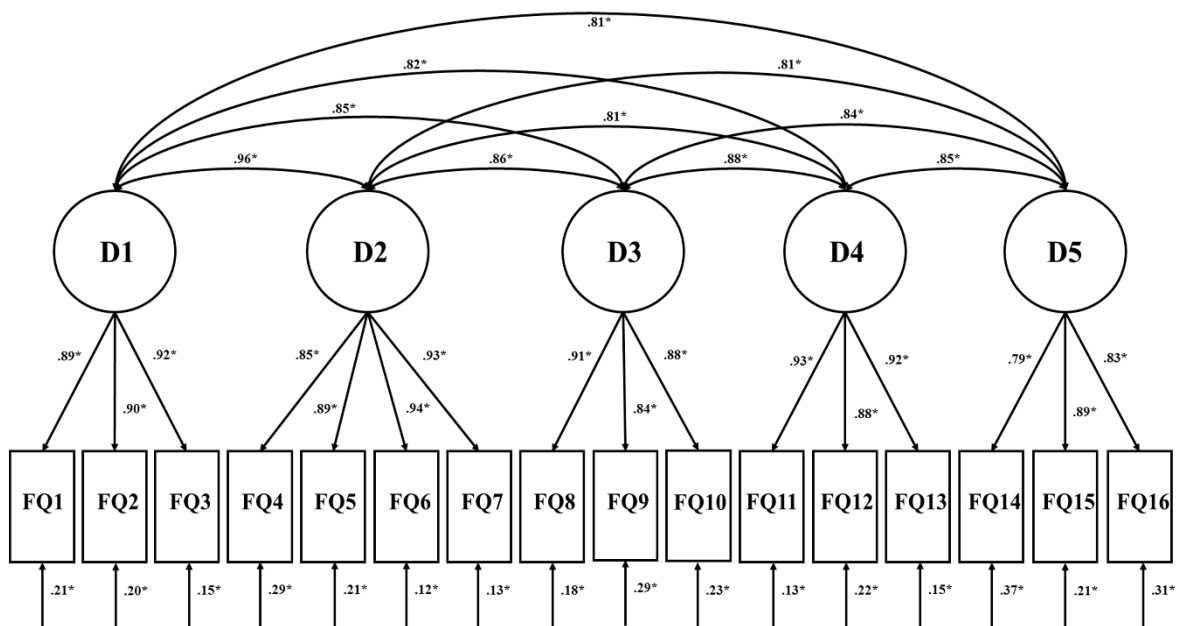 .81*
.82* .81*
.85* .81* .84*
.96* .86* .88* .85*
D1 D2 D3 D4 D5
.89* .92* .85* .93* .91* .88* .93* .92* .79* .83*
.90* .89* .94* .84* .88* .89*
FQ1 FQ2 FQ3 FQ4 FQ5 FQ6 FQ7 FQ8 FQ9 FQ10 FQ11 FQ12 FQ13 FQ14 FQ15 FQ16
.21* .20* .15* .29* .21* .12* .13* .18* .29* .23* .13* .22* .15* .37* .21* .31*